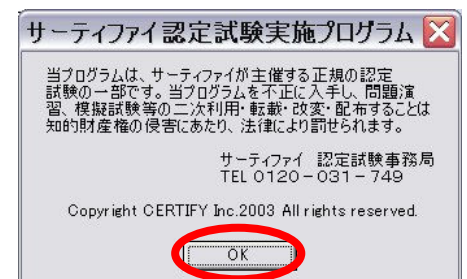 サーティファイ認定試験実施プログラム
当プログラムは、サーティファイが主催する正規の認定
試験の一部です。当プログラムを不正に入手し、問題演
習、模擬試験等の二次利用・転載・改変・配布することは
知的財産権の侵害にあたり、法律により罰せられます。
サーティファイ 認定試験事務局
TEL 0120-031-749
Copyright CERTIFY Inc.2003 All rights reserved.
OK